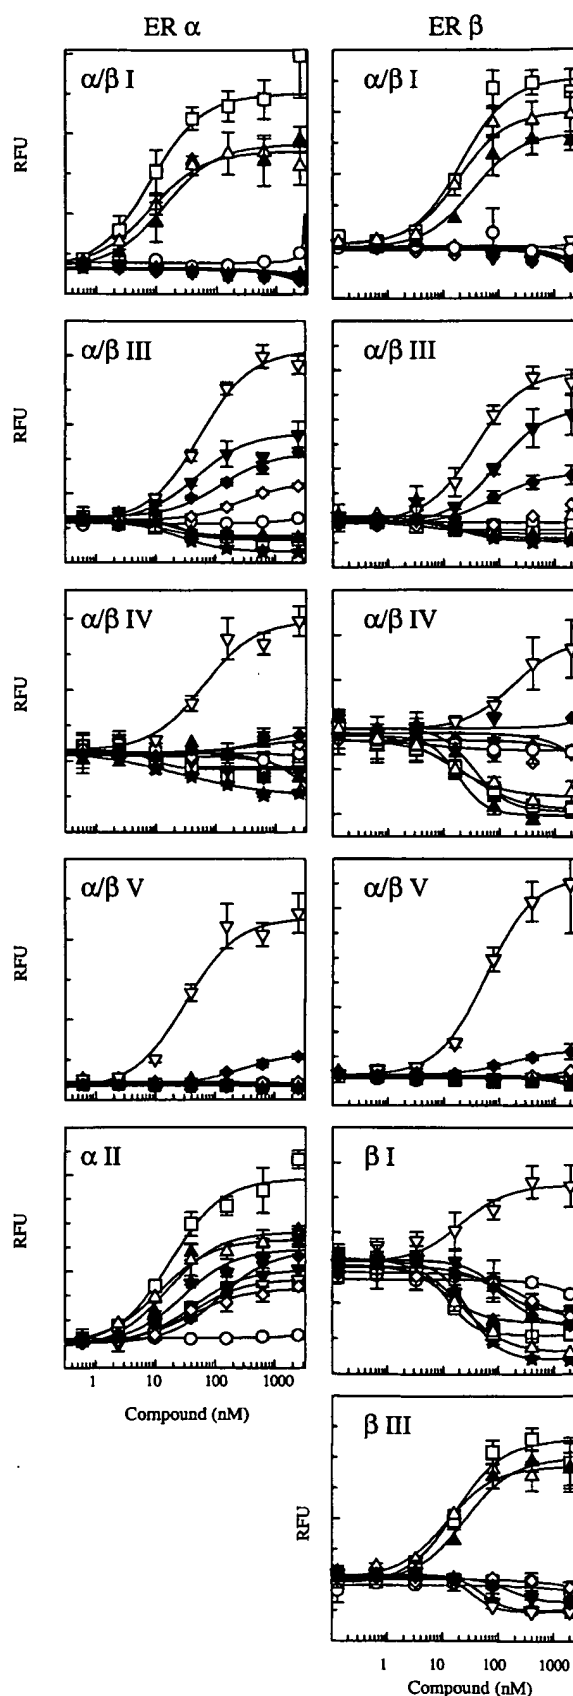 ER α
ER β
α/β I
α/β I
RFU
α/β III
α/β III
RFU
α/β IV
α/β IV
RFU
α/β V
α/β V
RFU
α II
β I
RFU
1 10 100 1000
Compound (nM)
β III
RFU
1 10 100 1000
Compound (nM)